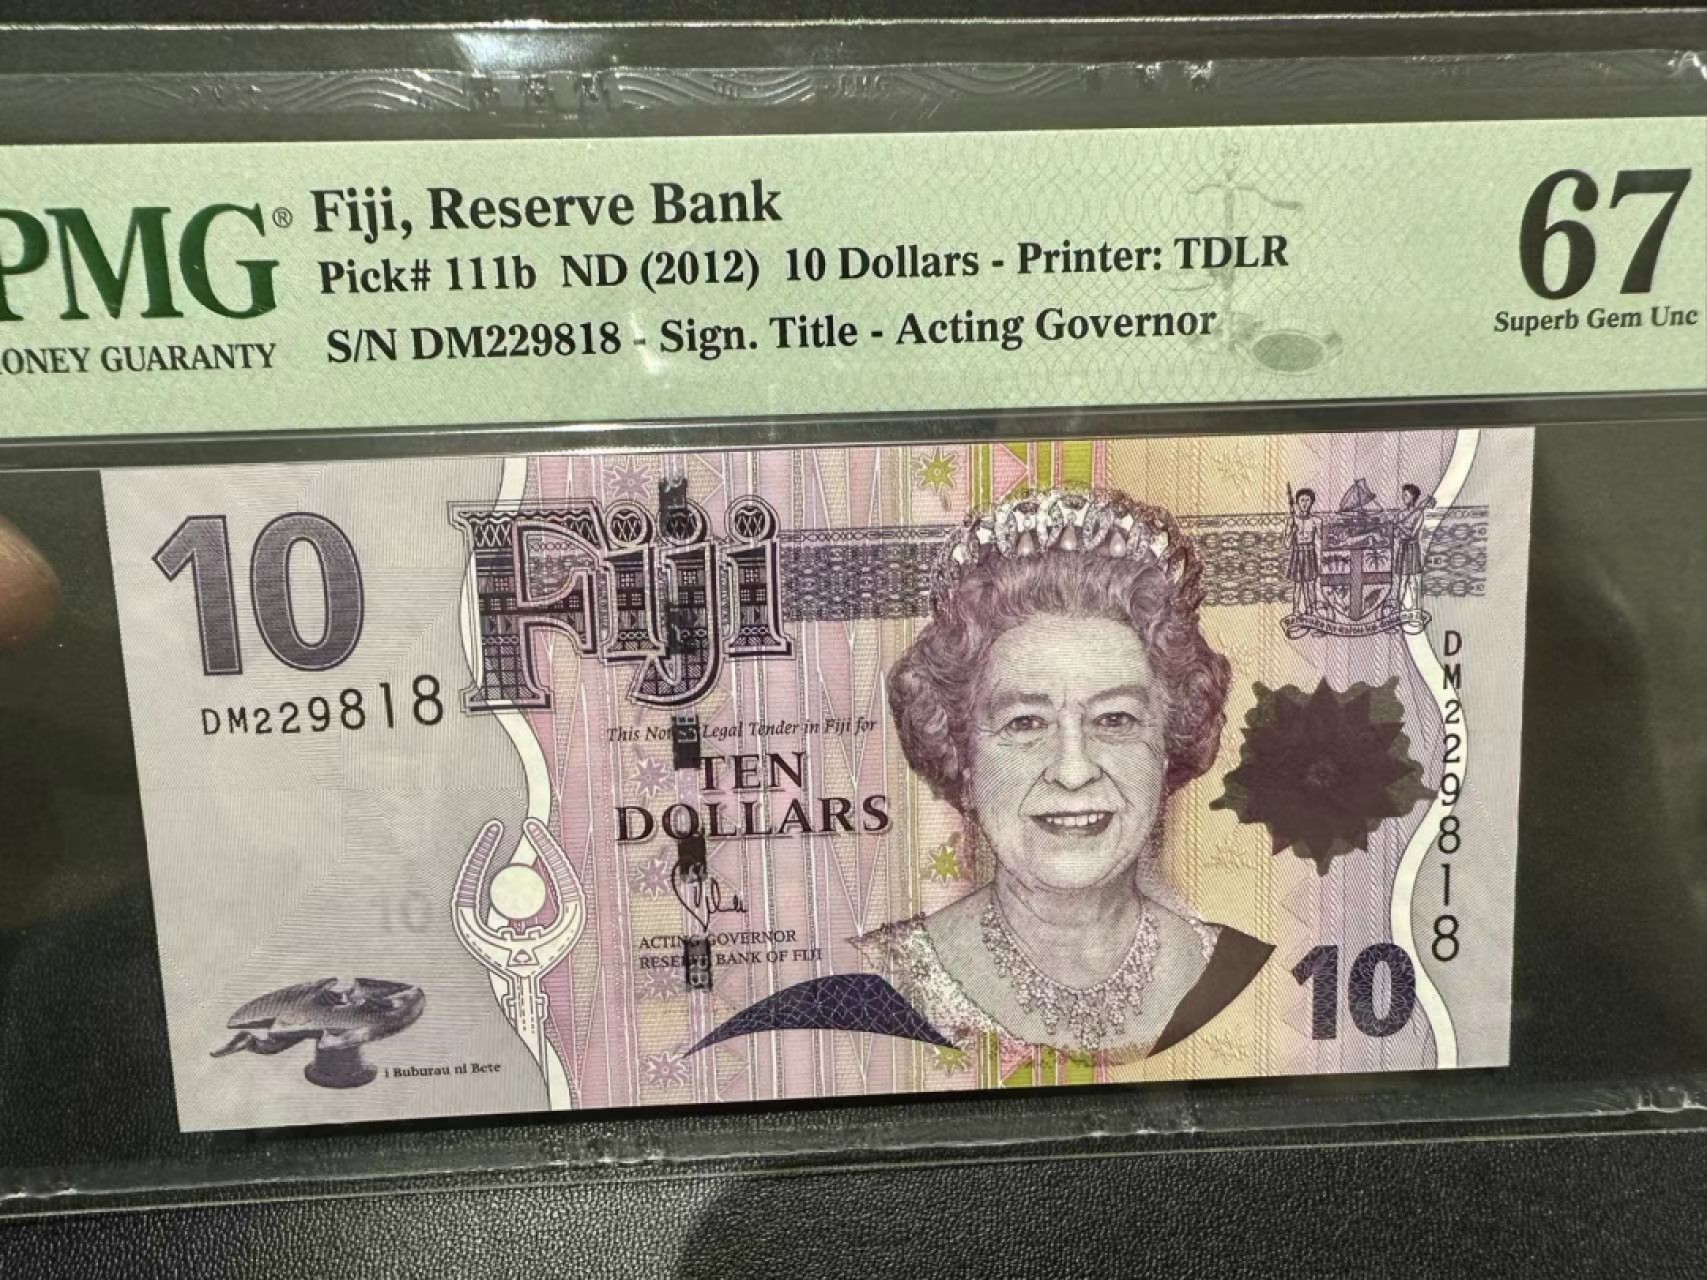 PMG®
MONEY GUARANTY
Fiji, Reserve Bank
Pick# 111b ND (2012) 10 Dollars - Printer: TDLR
S/N DM229818 - Sign. Title - Acting Governor
67
Superb Gem Unc
10
Fiji
DM229818
DM229818
This Note is Legal Tender in Fiji for
TEN
DOLLARS
ACTING GOVERNOR
RESERVE BANK OF FIJI
10
10
i Buburau ni Bete